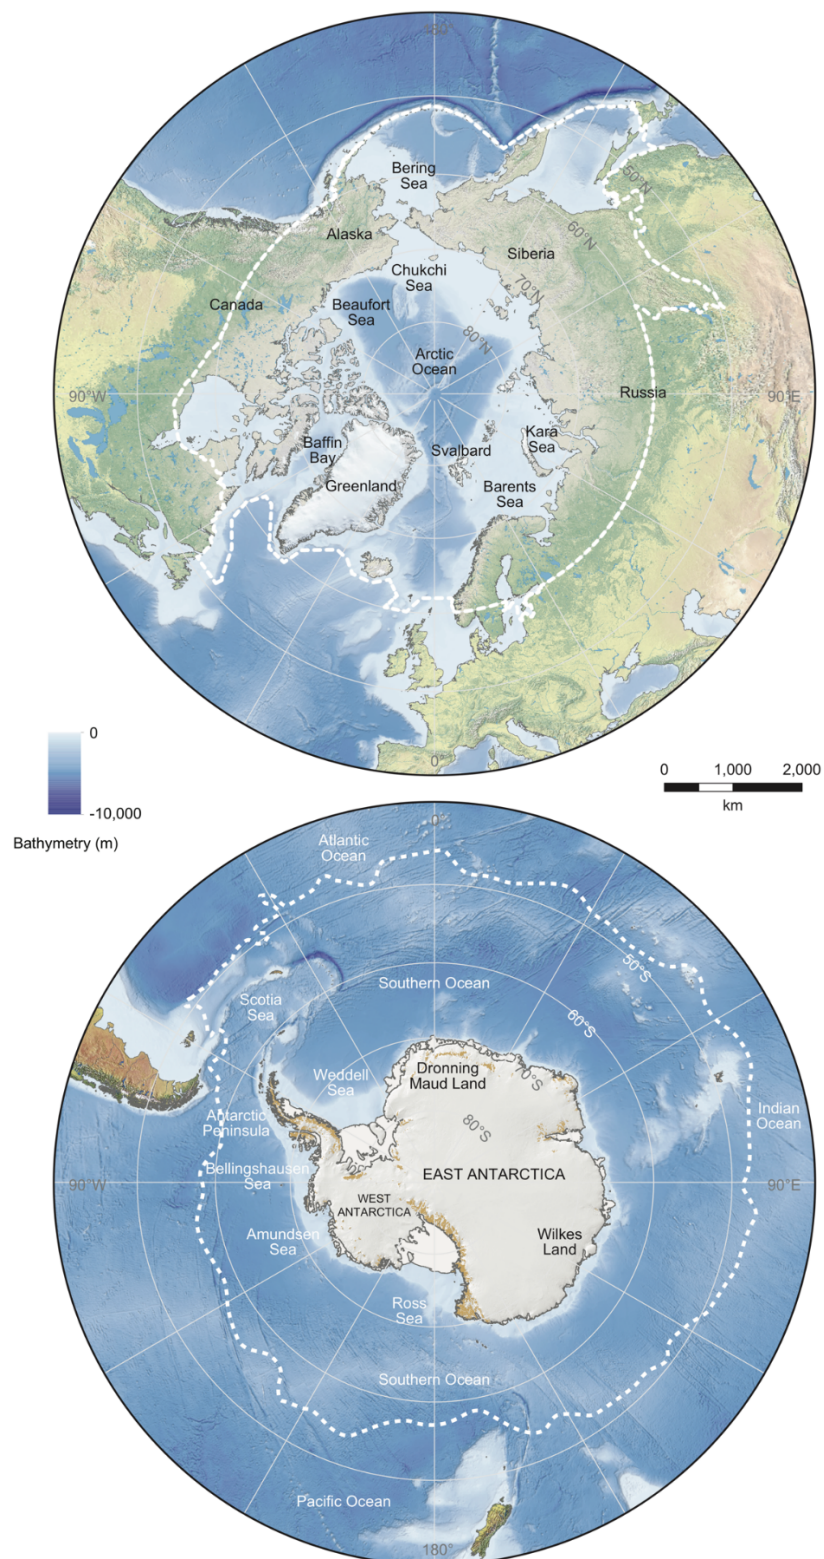 180°
Bering
Sea
50°N
60°N
Alaska
Siberia
Chukchi
Sea
70°N
Canada
Beaufort
Sea
80°N
Arctic
Ocean
90°W
Russia
90°E
Baffin
Bay
Svalbard
Kara
Sea
Greenland
Barents
Sea
0
-10,000
Bathymetry (m)
0°
0
1,000
2,000
km
0°
Atlantic
Ocean
50°S
Southern Ocean
Scotia
Sea
60°S
Weddell
Sea
Dronning
Maud Land
70°S
Antarctic
Peninsula
80°S
Indian
Ocean
Bellingshausen
Sea
EAST ANTARCTICA
90°W
WEST
ANTARCTICA
90°E
Amundsen
Sea
Wilkes
Land
Ross
Sea
Southern Ocean
Pacific Ocean
180°